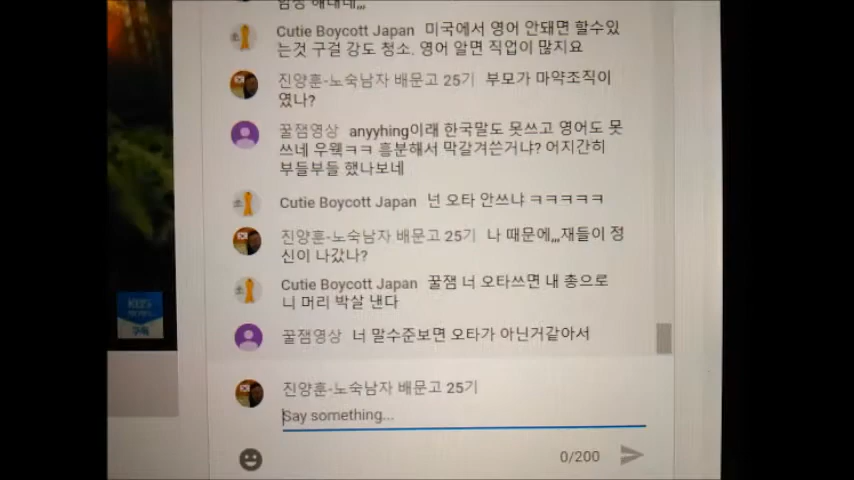 Cutie Boycott Japan 미국에서 영어 안돼면 할수있
는것 구걸 강도 청소. 영어 알면 직업이 많지요
진양훈-노숙남자 배문고 25기 부모가 마약조직이
였나?
꿀잼영상 anyyhing이래 한국말도 못쓰고 영어도 못
쓰네 우웩ㅋㅋ 흥분해서 막갈겨쓴거냐? 어지간히
부들부들 했나보네
Cutie Boycott Japan 넌 오타 안쓰냐 ㅋㅋㅋㅋㅋ
진양훈-노숙남자 배문고 25기 나 때문에,,,재들이 정
신이 나갔나?
Cutie Boycott Japan 꿀잼 너 오타쓰면 내 총으로
니 머리 박살 낸다
꿀잼영상 너 말수준보면 오타가 아닌거같아서
진양훈-노숙남자 배문고 25기
Say something...
0/200
구독